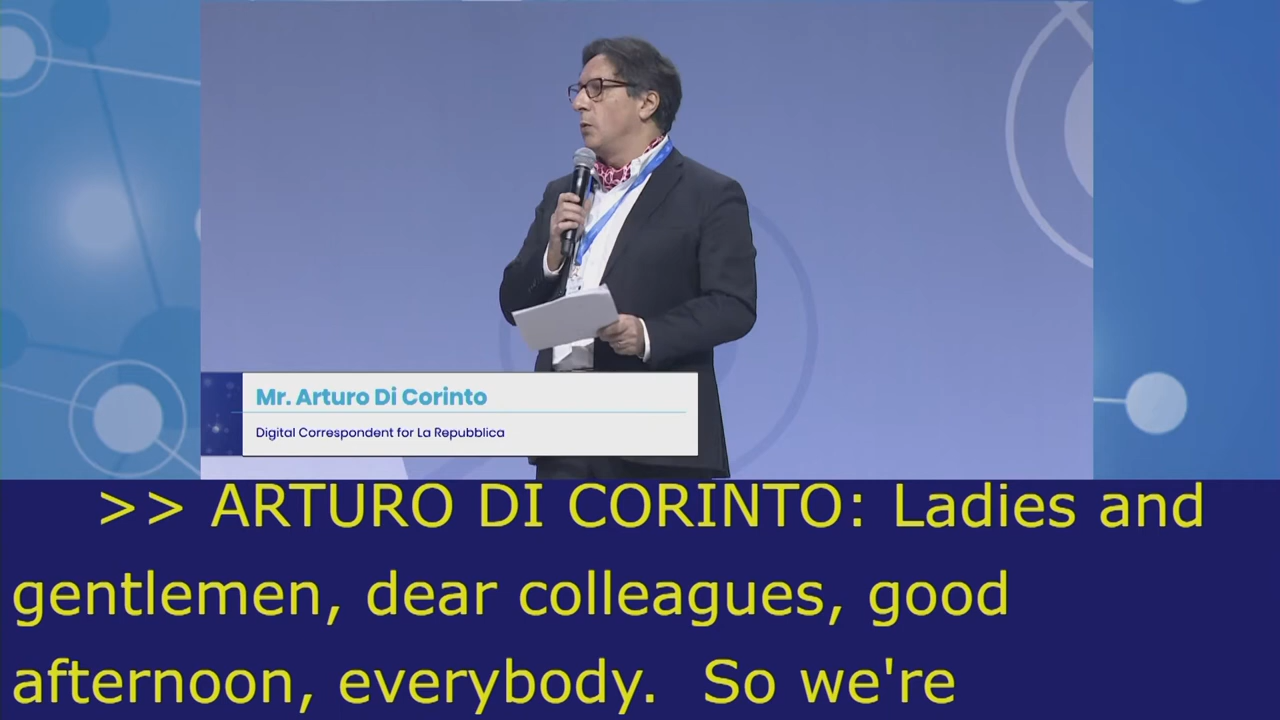 Mr. Arturo Di Corinto
Digital Correspondent for La Repubblica
>> ARTURO DI CORINTO: Ladies and
gentlemen, dear colleagues, good
afternoon, everybody.  So we're